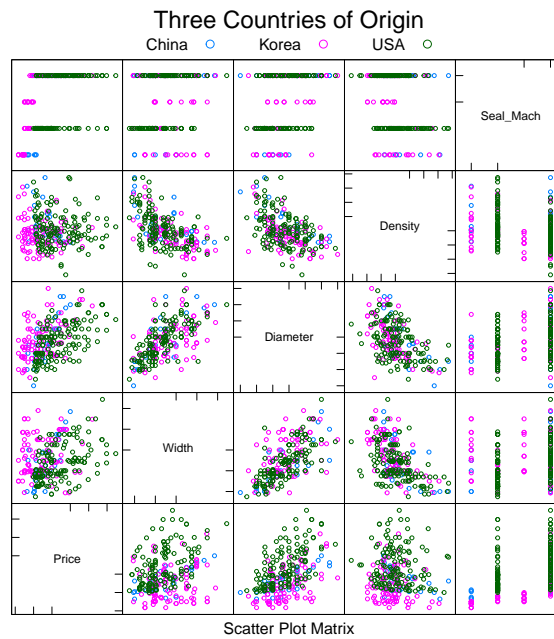 Three Countries of Origin
China Korea USA
Seal_Mach
Density
Diameter
Width
Price
Scatter Plot Matrix